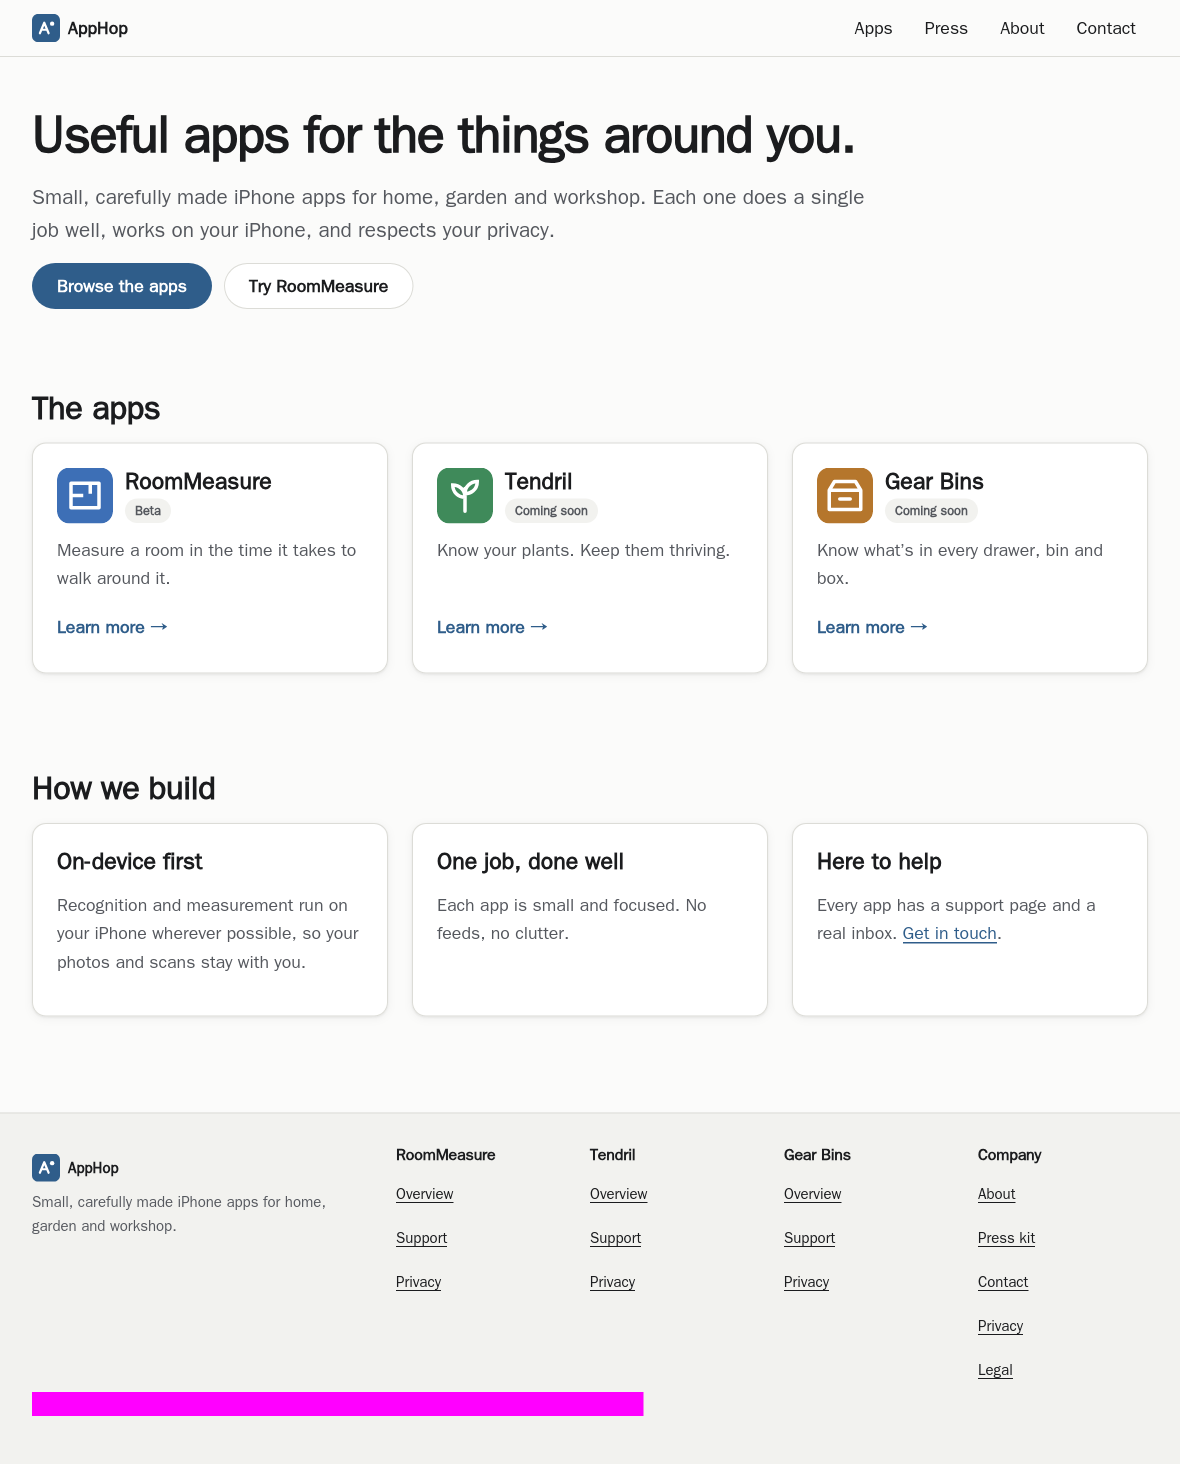 AppHop
Apps Press About Contact
Useful apps for the things around you.
Small, carefully made iPhone apps for home, garden and workshop. Each one does a single
job well, works on your iPhone, and respects your privacy.
Browse the apps
Try RoomMeasure
The apps
RoomMeasure
Beta
Measure a room in the time it takes to
walk around it.
Learn more →
Tendril
Coming soon
Know your plants. Keep them thriving.
Learn more →
Gear Bins
Coming soon
Know what's in every drawer, bin and
box.
Learn more →
How we build
On-device first
Recognition and measurement run on
your iPhone wherever possible, so your
photos and scans stay with you.
One job, done well
Each app is small and focused. No
feeds, no clutter.
Here to help
Every app has a support page and a
real inbox. Get in touch.
AppHop
Small, carefully made iPhone apps for home,
garden and workshop.
RoomMeasure
Overview
Support
Privacy
Tendril
Overview
Support
Privacy
Gear Bins
Overview
Support
Privacy
Company
About
Press kit
Contact
Privacy
Legal